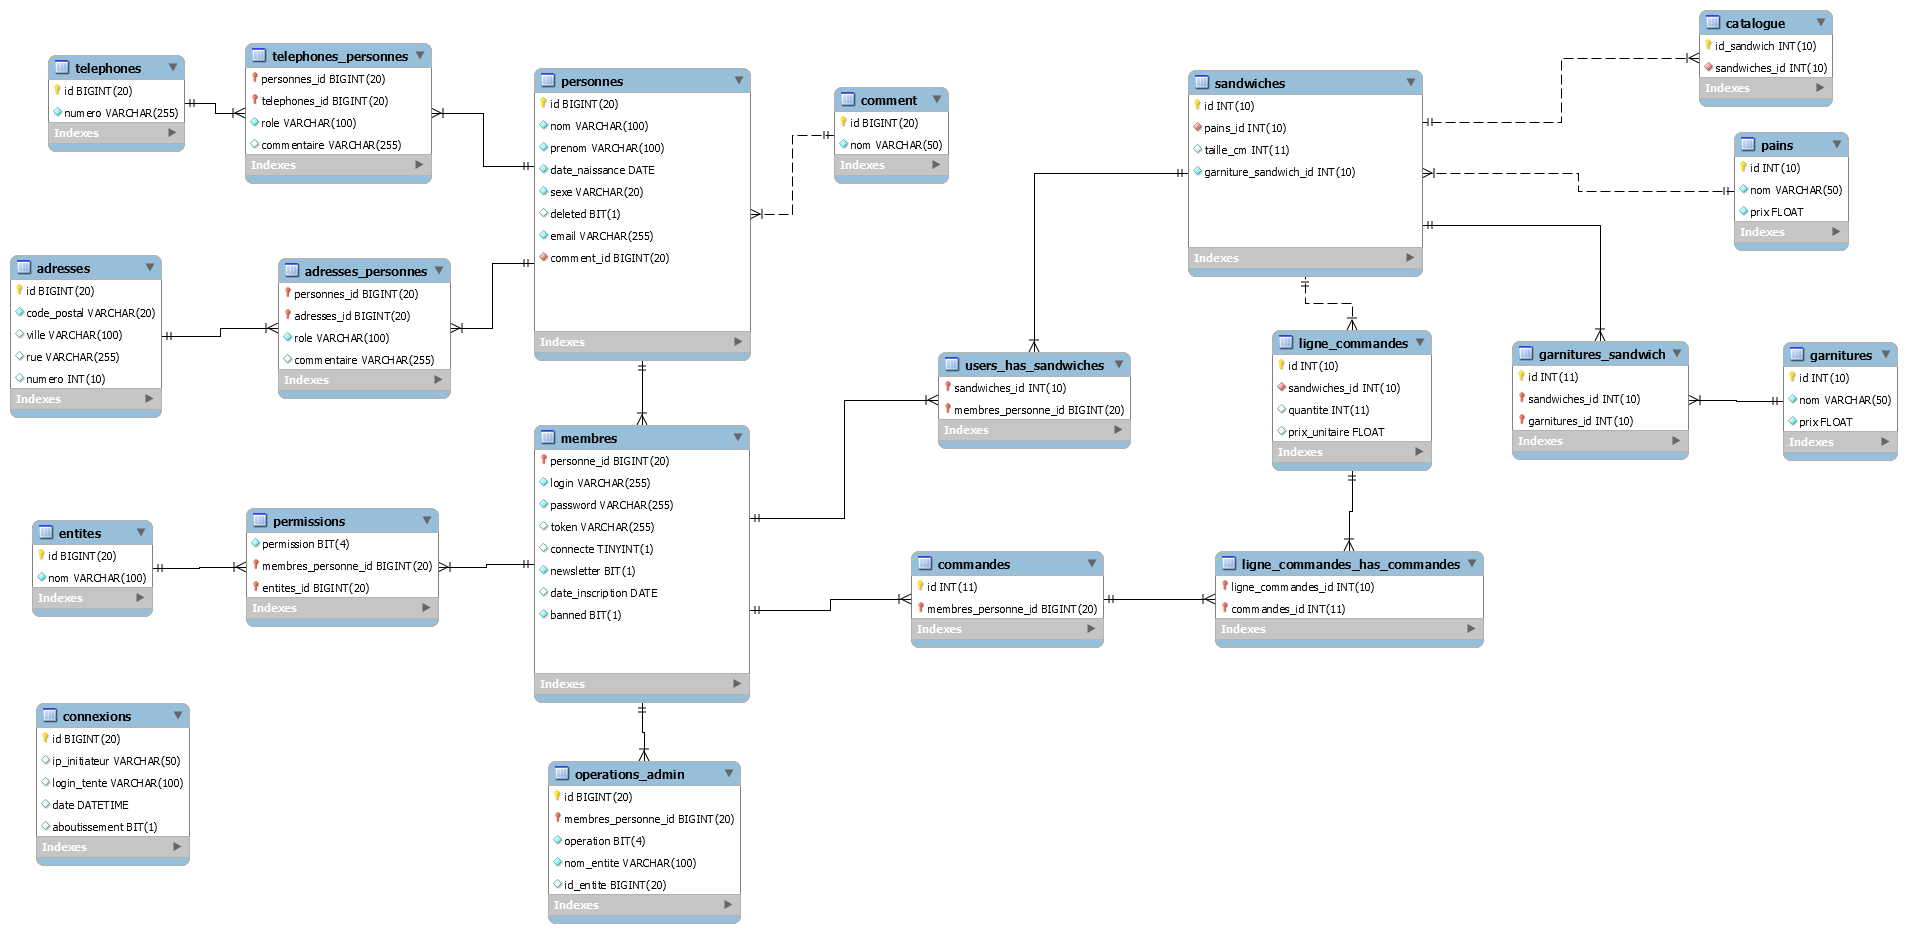 telephones
id BIGINT(20)
numero VARCHAR(255)
Indexes
telephones_personnes
personnes_id BIGINT(20)
telephones_id BIGINT(20)
role VARCHAR(100)
commentaire VARCHAR(255)
Indexes
personnes
id BIGINT(20)
nom VARCHAR(100)
prenom VARCHAR(100)
date_naissance DATE
sexe VARCHAR(20)
deleted BIT(1)
email VARCHAR(255)
comment_id BIGINT(20)
Indexes
comment
id BIGINT(20)
nom VARCHAR(50)
Indexes
sandwiches
id INT(10)
pains_id INT(10)
taille_cm INT(11)
garniture_sandwich_id INT(10)
Indexes
catalogue
id_sandwich INT(10)
sandwiches_id INT(10)
Indexes
pains
id INT(10)
nom VARCHAR(50)
prix FLOAT
Indexes
adresses
id BIGINT(20)
code_postal VARCHAR(20)
ville VARCHAR(100)
rue VARCHAR(255)
numero INT(10)
Indexes
adresses_personnes
personnes_id BIGINT(20)
adresses_id BIGINT(20)
role VARCHAR(100)
commentaire VARCHAR(255)
Indexes
users_has_sandwiches
sandwiches_id INT(10)
membres_personne_id BIGINT(20)
Indexes
ligne_commandes
id INT(10)
sandwiches_id INT(10)
quantite INT(11)
prix_unitaire FLOAT
Indexes
garnitures_sandwich
id INT(11)
sandwiches_id INT(10)
garnitures_id INT(10)
Indexes
garnitures
id INT(10)
nom VARCHAR(50)
prix FLOAT
Indexes
membres
personne_id BIGINT(20)
login VARCHAR(255)
password VARCHAR(255)
token VARCHAR(255)
connecte TINYINT(1)
newsletter BIT(1)
date_inscription DATE
banned BIT(1)
Indexes
entites
id BIGINT(20)
nom VARCHAR(100)
Indexes
permissions
permission BIT(4)
membres_personne_id BIGINT(20)
entites_id BIGINT(20)
Indexes
commandes
id INT(11)
membres_personne_id BIGINT(20)
Indexes
ligne_commandes_has_commandes
ligne_commandes_id INT(10)
commandes_id INT(11)
Indexes
connexions
id BIGINT(20)
ip_initiateur VARCHAR(50)
login_tente VARCHAR(100)
date DATETIME
aboutissement BIT(1)
Indexes
operations_admin
id BIGINT(20)
membres_personne_id BIGINT(20)
operation BIT(4)
nom_entite VARCHAR(100)
id_entite BIGINT(20)
Indexes